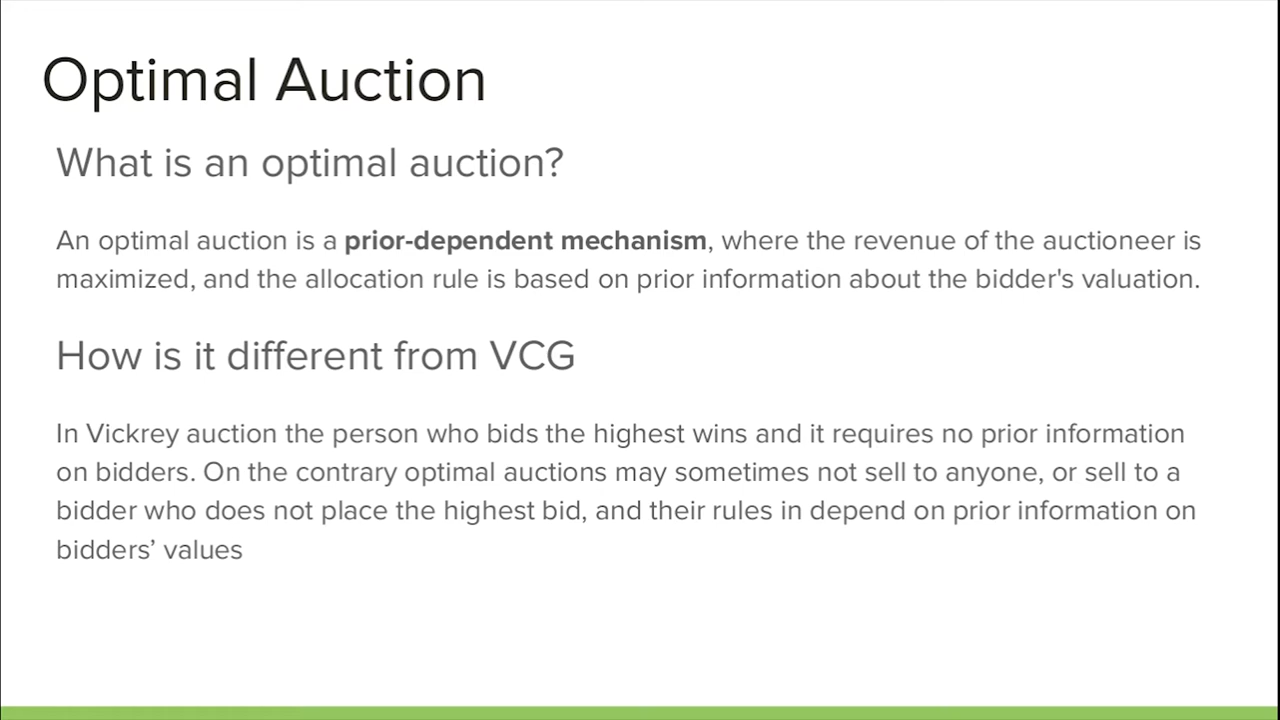 Optimal Auction
What is an optimal auction?
An optimal auction is a prior-dependent mechanism, where the revenue of the auctioneer is
maximized, and the allocation rule is based on prior information about the bidder's valuation.
How is it different from VCG
In Vickrey auction the person who bids the highest wins and it requires no prior information
on bidders. On the contrary optimal auctions may sometimes not sell to anyone, or sell to a
bidder who does not place the highest bid, and their rules in depend on prior information on
bidders’ values